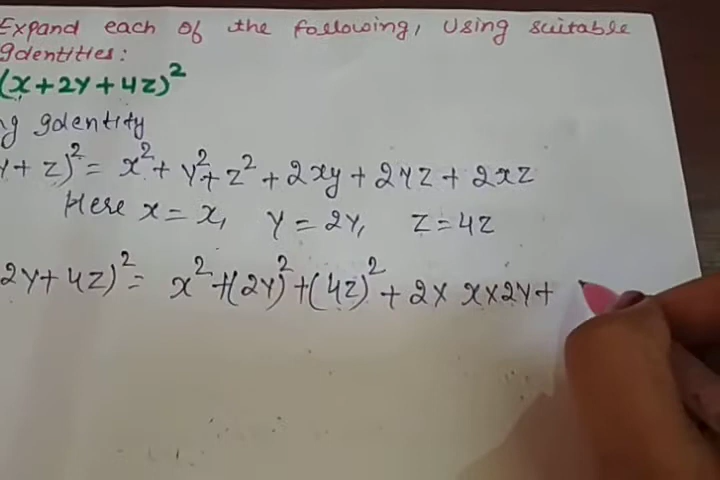 Expand each of the following, Using suitable
Identities:
(x+2y+4z)²
Identity
+ z)² = x² + y² + z² + 2xy + 2yz + 2xz
Here x = x, y = 2y, z = 4z
2y+4z)² = x² + (2y)² + (4z)² + 2× x×2y+